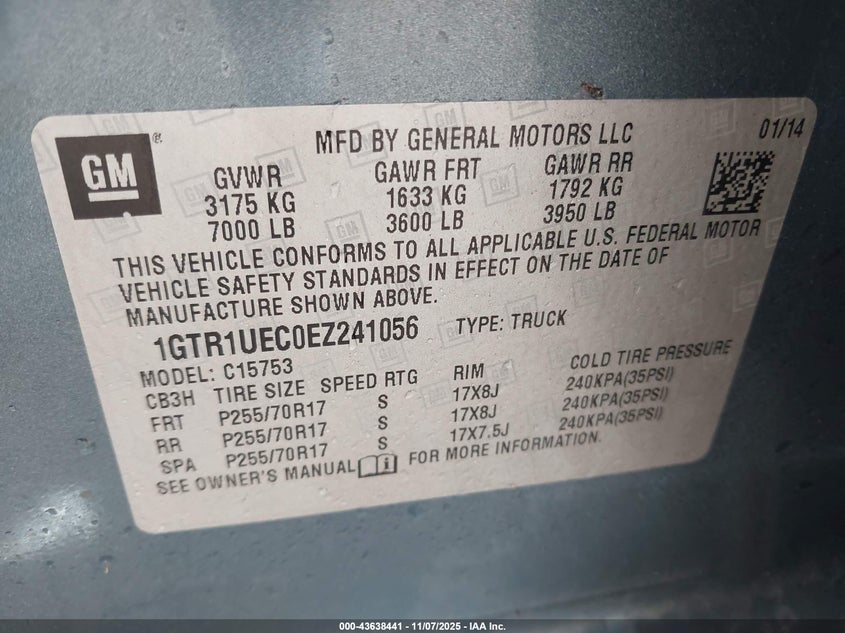 GM
®
MFD BY GENERAL MOTORS LLC 01/14
GVWR GAWR FRT GAWR RR
3175 KG 1633 KG 1792 KG
7000 LB 3600 LB 3950 LB
THIS VEHICLE CONFORMS TO ALL APPLICABLE U.S. FEDERAL MOTOR
VEHICLE SAFETY STANDARDS IN EFFECT ON THE DATE OF
MANUFACTURE SHOWN ABOVE.
1GTR1UEC0EZ241056 TYPE: TRUCK
MODEL: C15753
CB3H TIRE SIZE SPEED RTG RIM COLD TIRE PRESSURE
FRT P255/70R17 S 17X8J 240KPA(35PSI)
RR P255/70R17 S 17X8J 240KPA(35PSI)
SPA P255/70R17 S 17X7.5J 240KPA(35PSI)
SEE OWNER'S MANUAL FOR MORE INFORMATION.
000-43638441 - 11/07/2025 - IAA Inc.